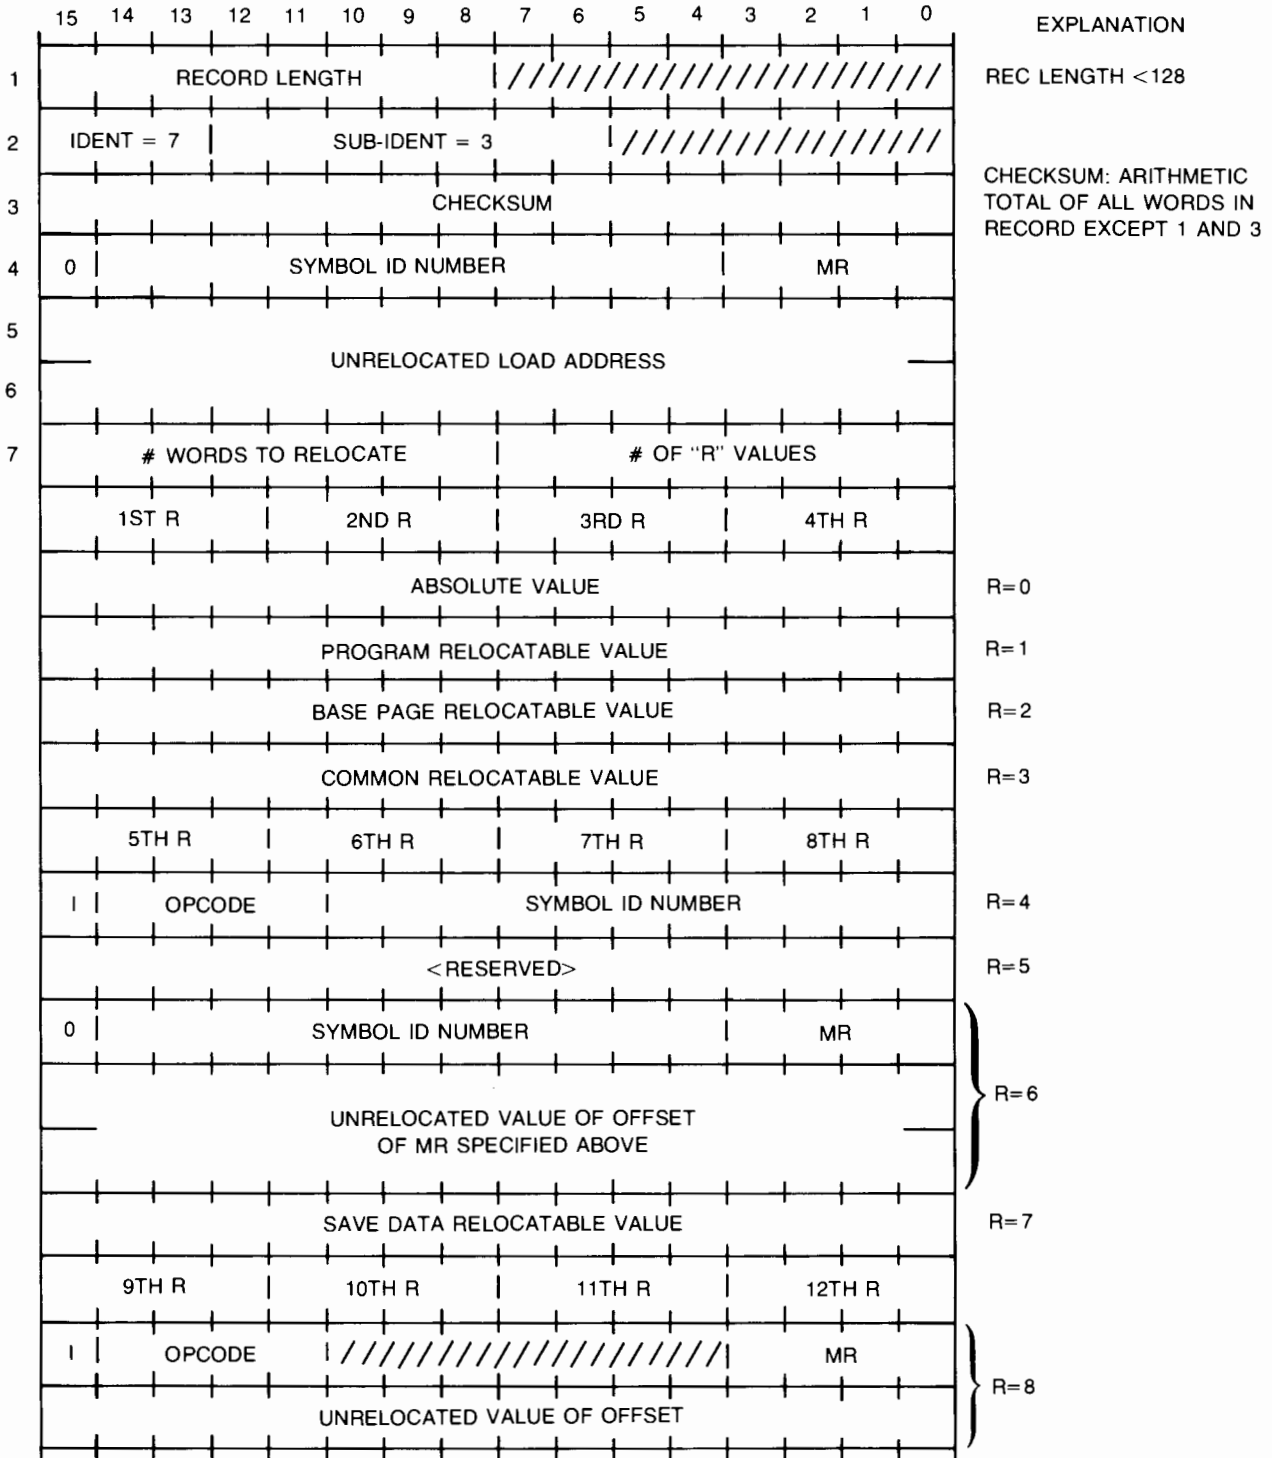 15 14 13 12 11 10 9 8 7 6 5 4 3 2 1 0 EXPLANATION
1 RECORD LENGTH REC LENGTH <128
2 IDENT = 7 SUB-IDENT = 3
CHECKSUM: ARITHMETIC
TOTAL OF ALL WORDS IN
RECORD EXCEPT 1 AND 3
3 CHECKSUM
4 0 SYMBOL ID NUMBER MR
5
UNRELOCATED LOAD ADDRESS
6
7 # WORDS TO RELOCATE # OF "R" VALUES
1ST R 2ND R 3RD R 4TH R
ABSOLUTE VALUE R=0
PROGRAM RELOCATABLE VALUE R=1
BASE PAGE RELOCATABLE VALUE R=2
COMMON RELOCATABLE VALUE R=3
5TH R 6TH R 7TH R 8TH R
I OPCODE SYMBOL ID NUMBER R=4
<RESERVED> R=5
0 SYMBOL ID NUMBER MR
R=6
UNRELOCATED VALUE OF OFFSET
OF MR SPECIFIED ABOVE
SAVE DATA RELOCATABLE VALUE R=7
9TH R 10TH R 11TH R 12TH R
I OPCODE MR
R=8
UNRELOCATED VALUE OF OFFSET